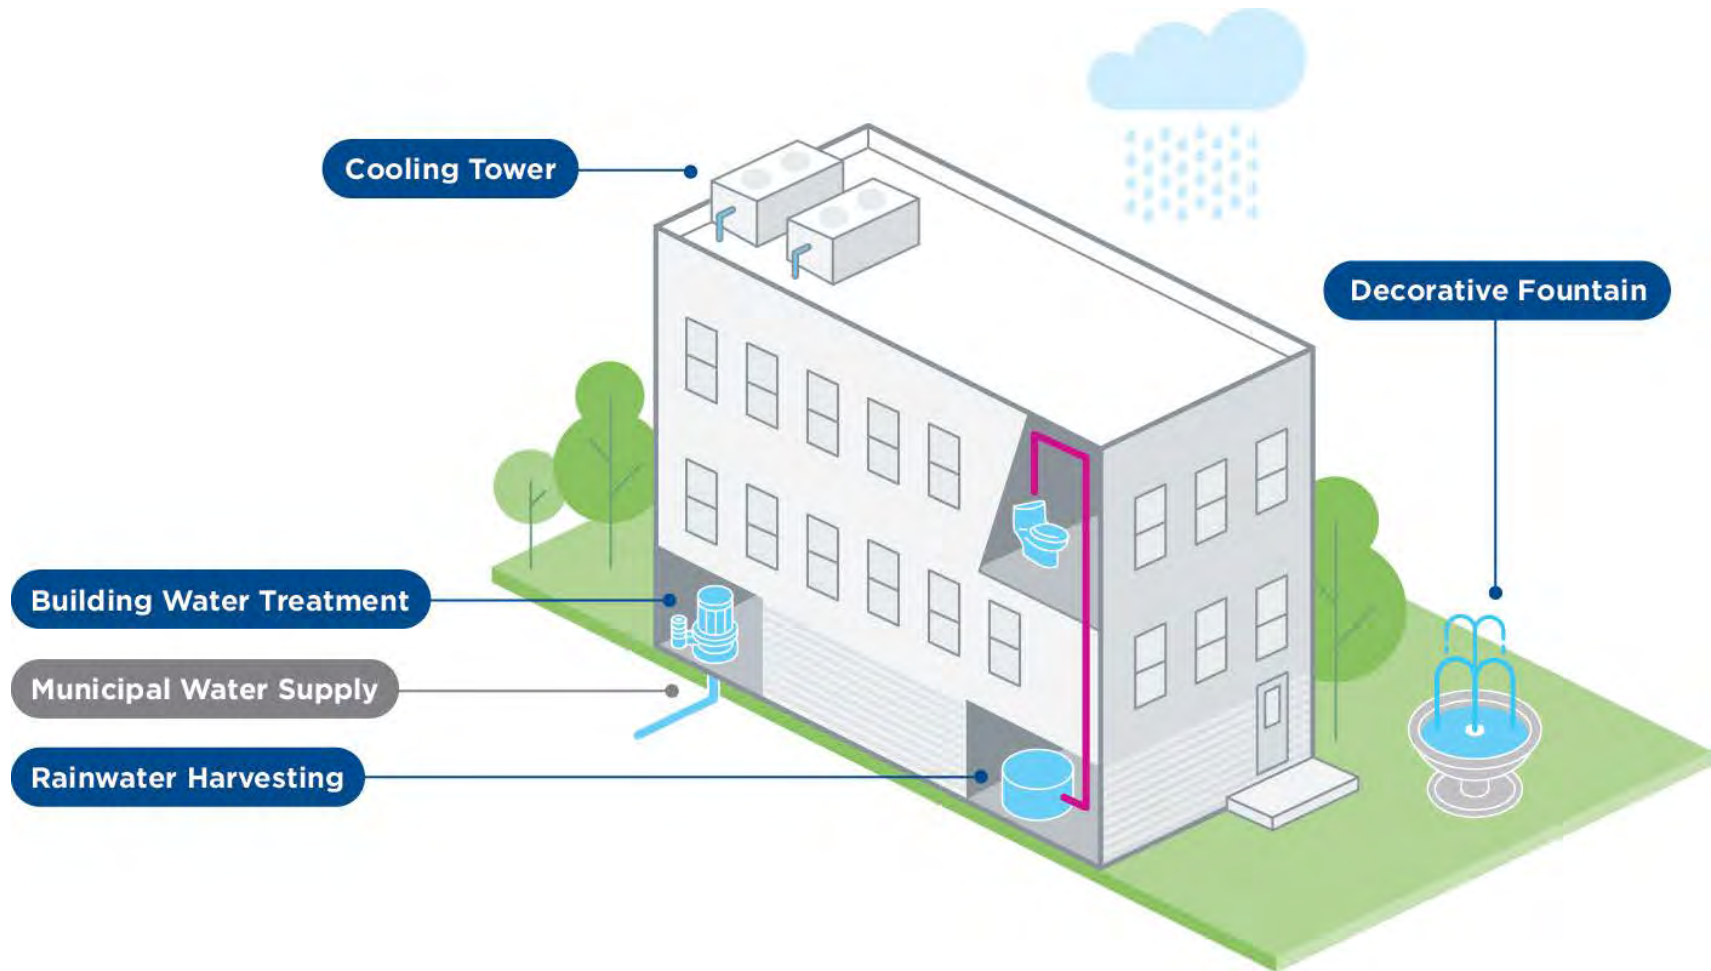 Cooling Tower
Decorative Fountain
Building Water Treatment
Municipal Water Supply
Rainwater Harvesting